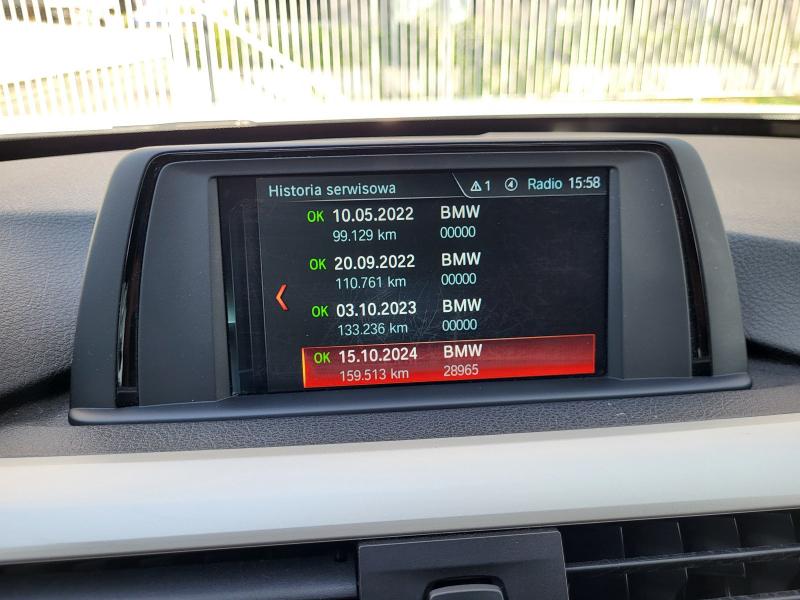 Historia serwisowa 1 Radio 15:58
OK 10.05.2022 BMW
99.129 km 00000
OK 20.09.2022 BMW
110.761 km 00000
OK 03.10.2023 BMW
133.236 km 00000
OK 15.10.2024 BMW
159.513 km 28965